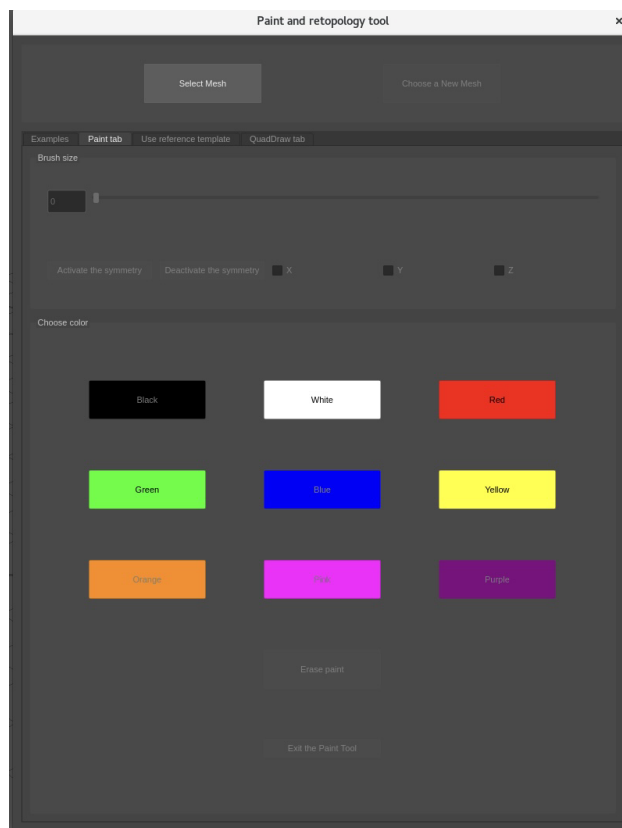 Paint and retopology tool ×
Select Mesh Choose a New Mesh
Examples Paint tab Use reference template QuadDraw tab
Brush size
0
Activate the symmetry Deactivate the symmetry X Y Z
Choose color
Black White Red
Green Blue Yellow
Orange Pink Purple
Erase paint
Exit the Paint Tool